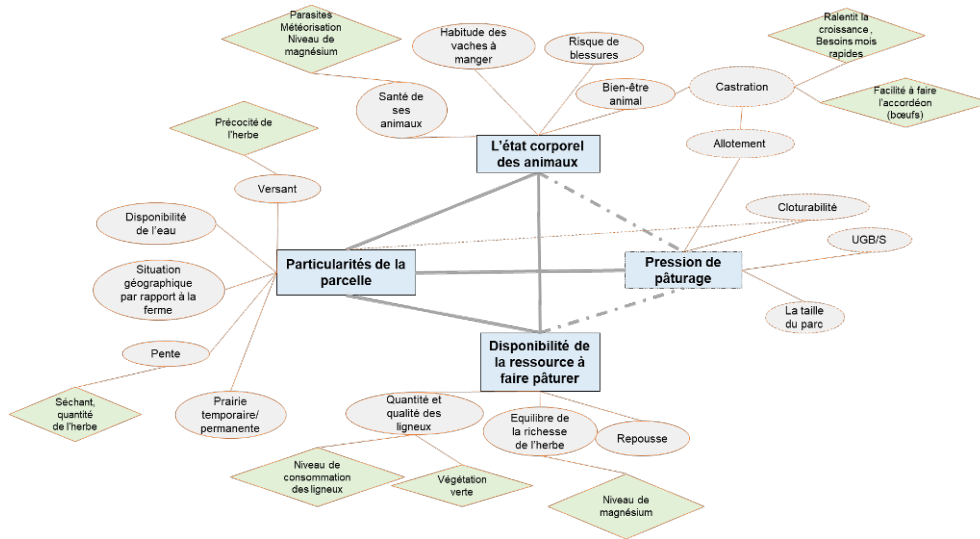 Parasites
Météorisation
Niveau de
magnésium
Habitude des
vaches à
manger
Risque de
blessures
Ralentit la
croissance ,
Besoins mois
rapides
Santé de
ses
animaux
Bien-être
animal
Castration
Facilité à faire
l'accordéon
(bœufs)
Précocité de
l'herbe
L'état corporel
des animaux
Allotement
Versant
Cloturabilité
Disponibilité
de l'eau
UGB/S
Particularités de la
parcelle
Pression de
pâturage
Situation
géographique
par rapport à la
ferme
La taille
du parc
Pente
Disponibilité de
la ressource à
faire pâturer
Séchant,
quantité
de l'herbe
Prairie
temporaire/
permanente
Quantité et
qualité des
ligneux
Equilibre de
la richesse
de l'herbe
Repousse
Niveau de
consommation
des ligneux
Végétation
verte
Niveau de
magnésium